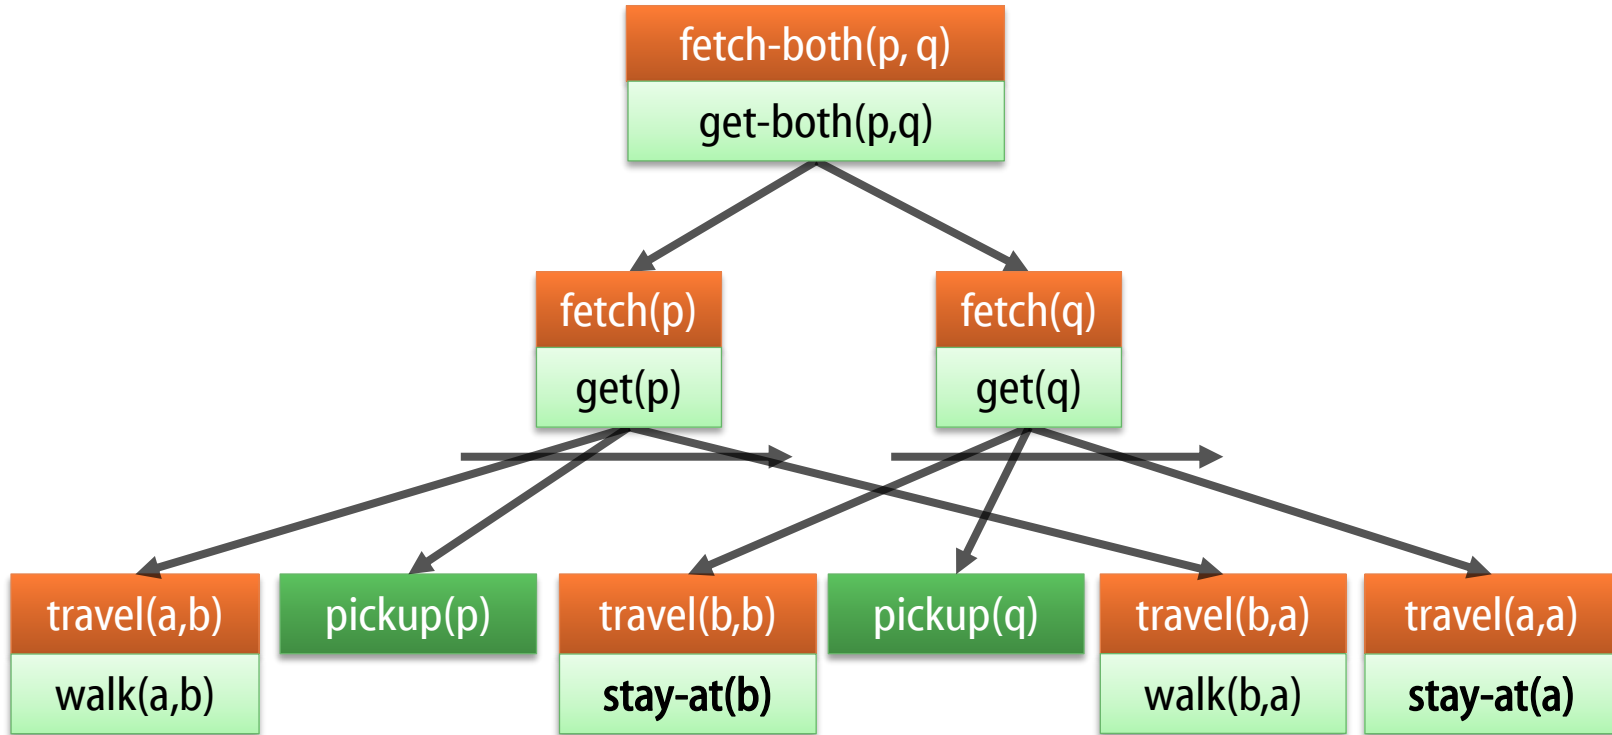 fetch-both(p, q)
get-both(p,q)
fetch(p)
get(p)
fetch(q)
get(q)
travel(a,b)
walk(a,b)
pickup(p)
travel(b,b)
stay-at(b)
pickup(q)
travel(b,a)
walk(b,a)
travel(a,a)
stay-at(a)